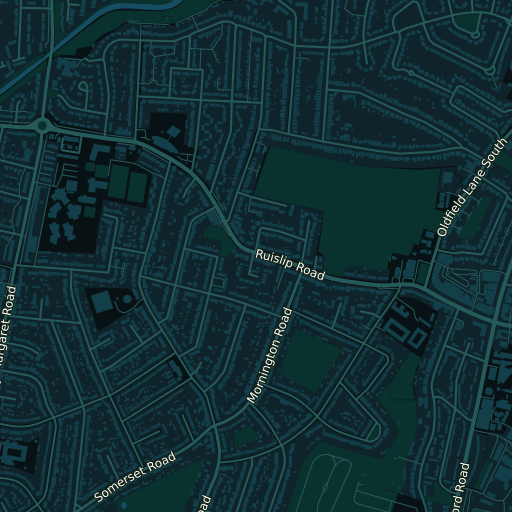 Oldfield Lane South
Ruislip Road
Mornington Road
Somerset Road